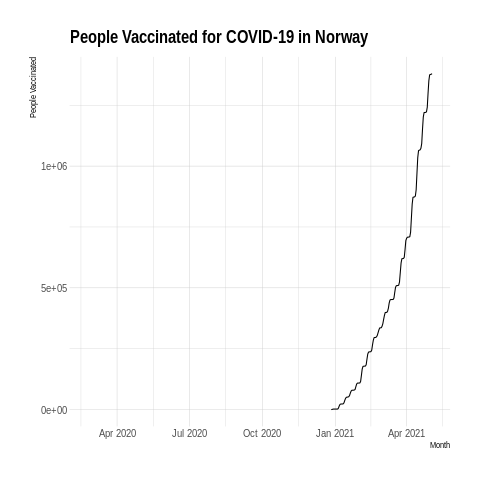 People Vaccinated for COVID-19 in Norway
People Vaccinated
1e+06
5e+05
0e+00
Apr 2020 Jul 2020 Oct 2020 Jan 2021 Apr 2021
Month